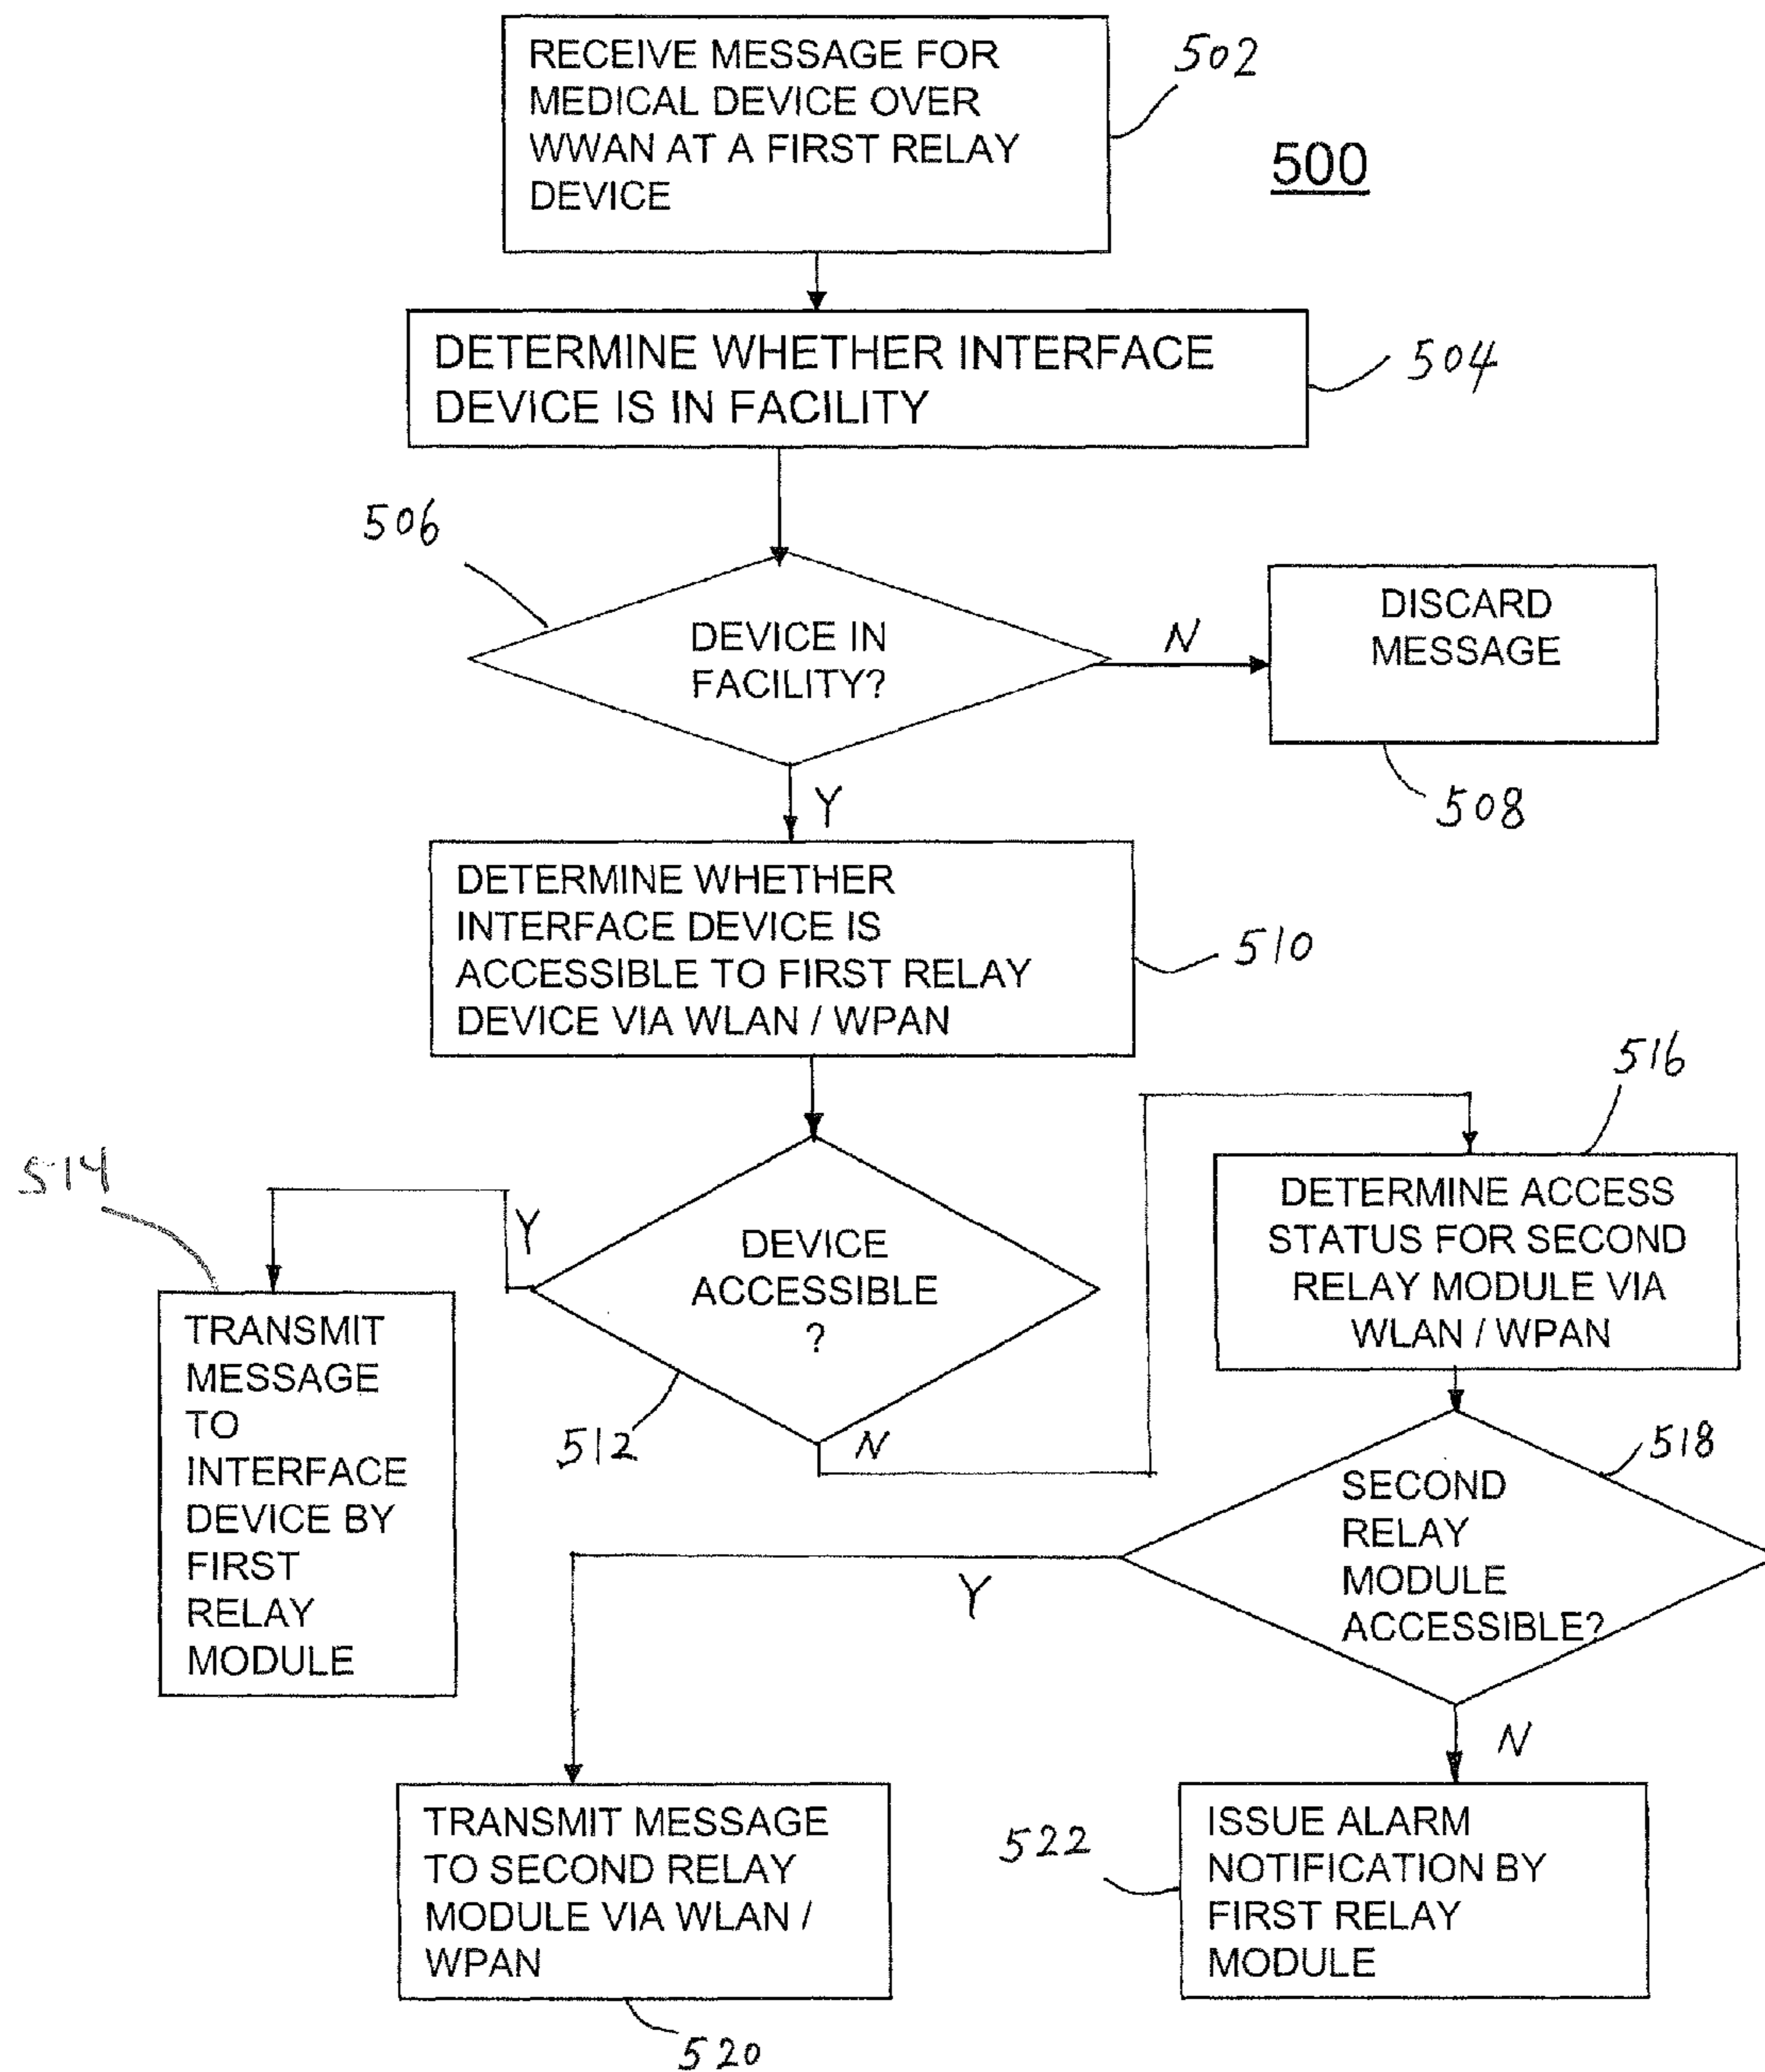 RECEIVE MESSAGE FOR
MEDICAL DEVICE OVER
WWAN AT A FIRST RELAY
DEVICE
502
500
DETERMINE WHETHER INTERFACE
DEVICE IS IN FACILITY
504
506
DEVICE IN
FACILITY?
N
DISCARD
MESSAGE
508
Y
DETERMINE WHETHER
INTERFACE DEVICE IS
ACCESSIBLE TO FIRST RELAY
DEVICE VIA WLAN / WPAN
510
516
514
Y
DEVICE
ACCESSIBLE
?
512
N
DETERMINE ACCESS
STATUS FOR SECOND
RELAY MODULE VIA
WLAN / WPAN
TRANSMIT
MESSAGE
TO
INTERFACE
DEVICE BY
FIRST
RELAY
MODULE
518
SECOND
RELAY
MODULE
ACCESSIBLE?
Y
N
TRANSMIT MESSAGE
TO SECOND RELAY
MODULE VIA WLAN /
WPAN
520
522
ISSUE ALARM
NOTIFICATION BY
FIRST RELAY
MODULE